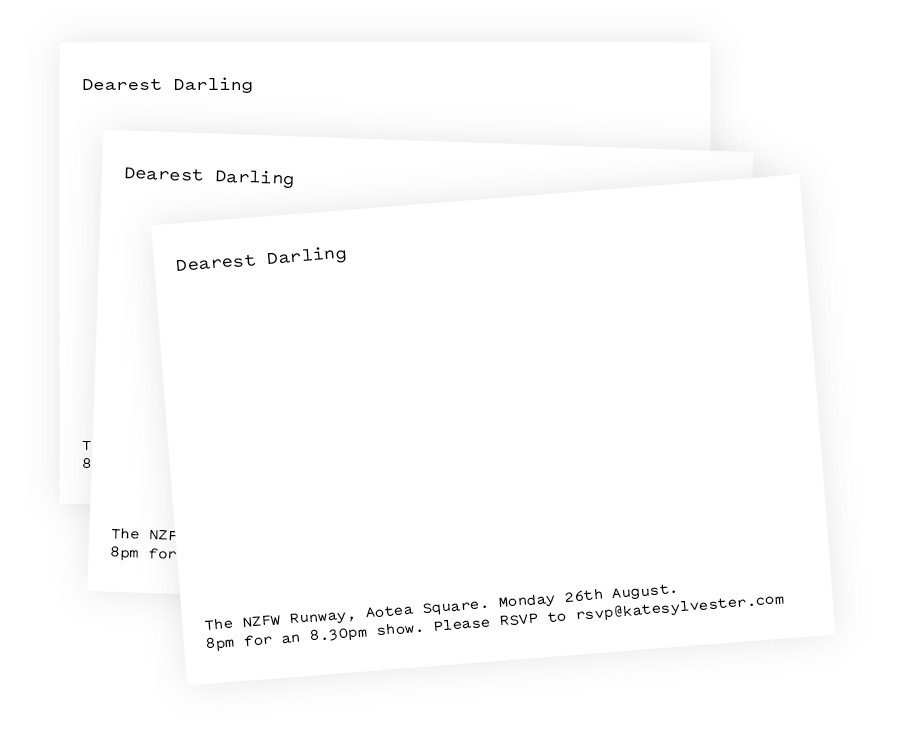 Dearest Darling
T
8
Dearest Darling
The NZF
8pm for
Dearest Darling
The NZFW Runway, Aotea Square. Monday 26th August.
8pm for an 8.30pm show. Please RSVP to rsvp@katesylvester.com